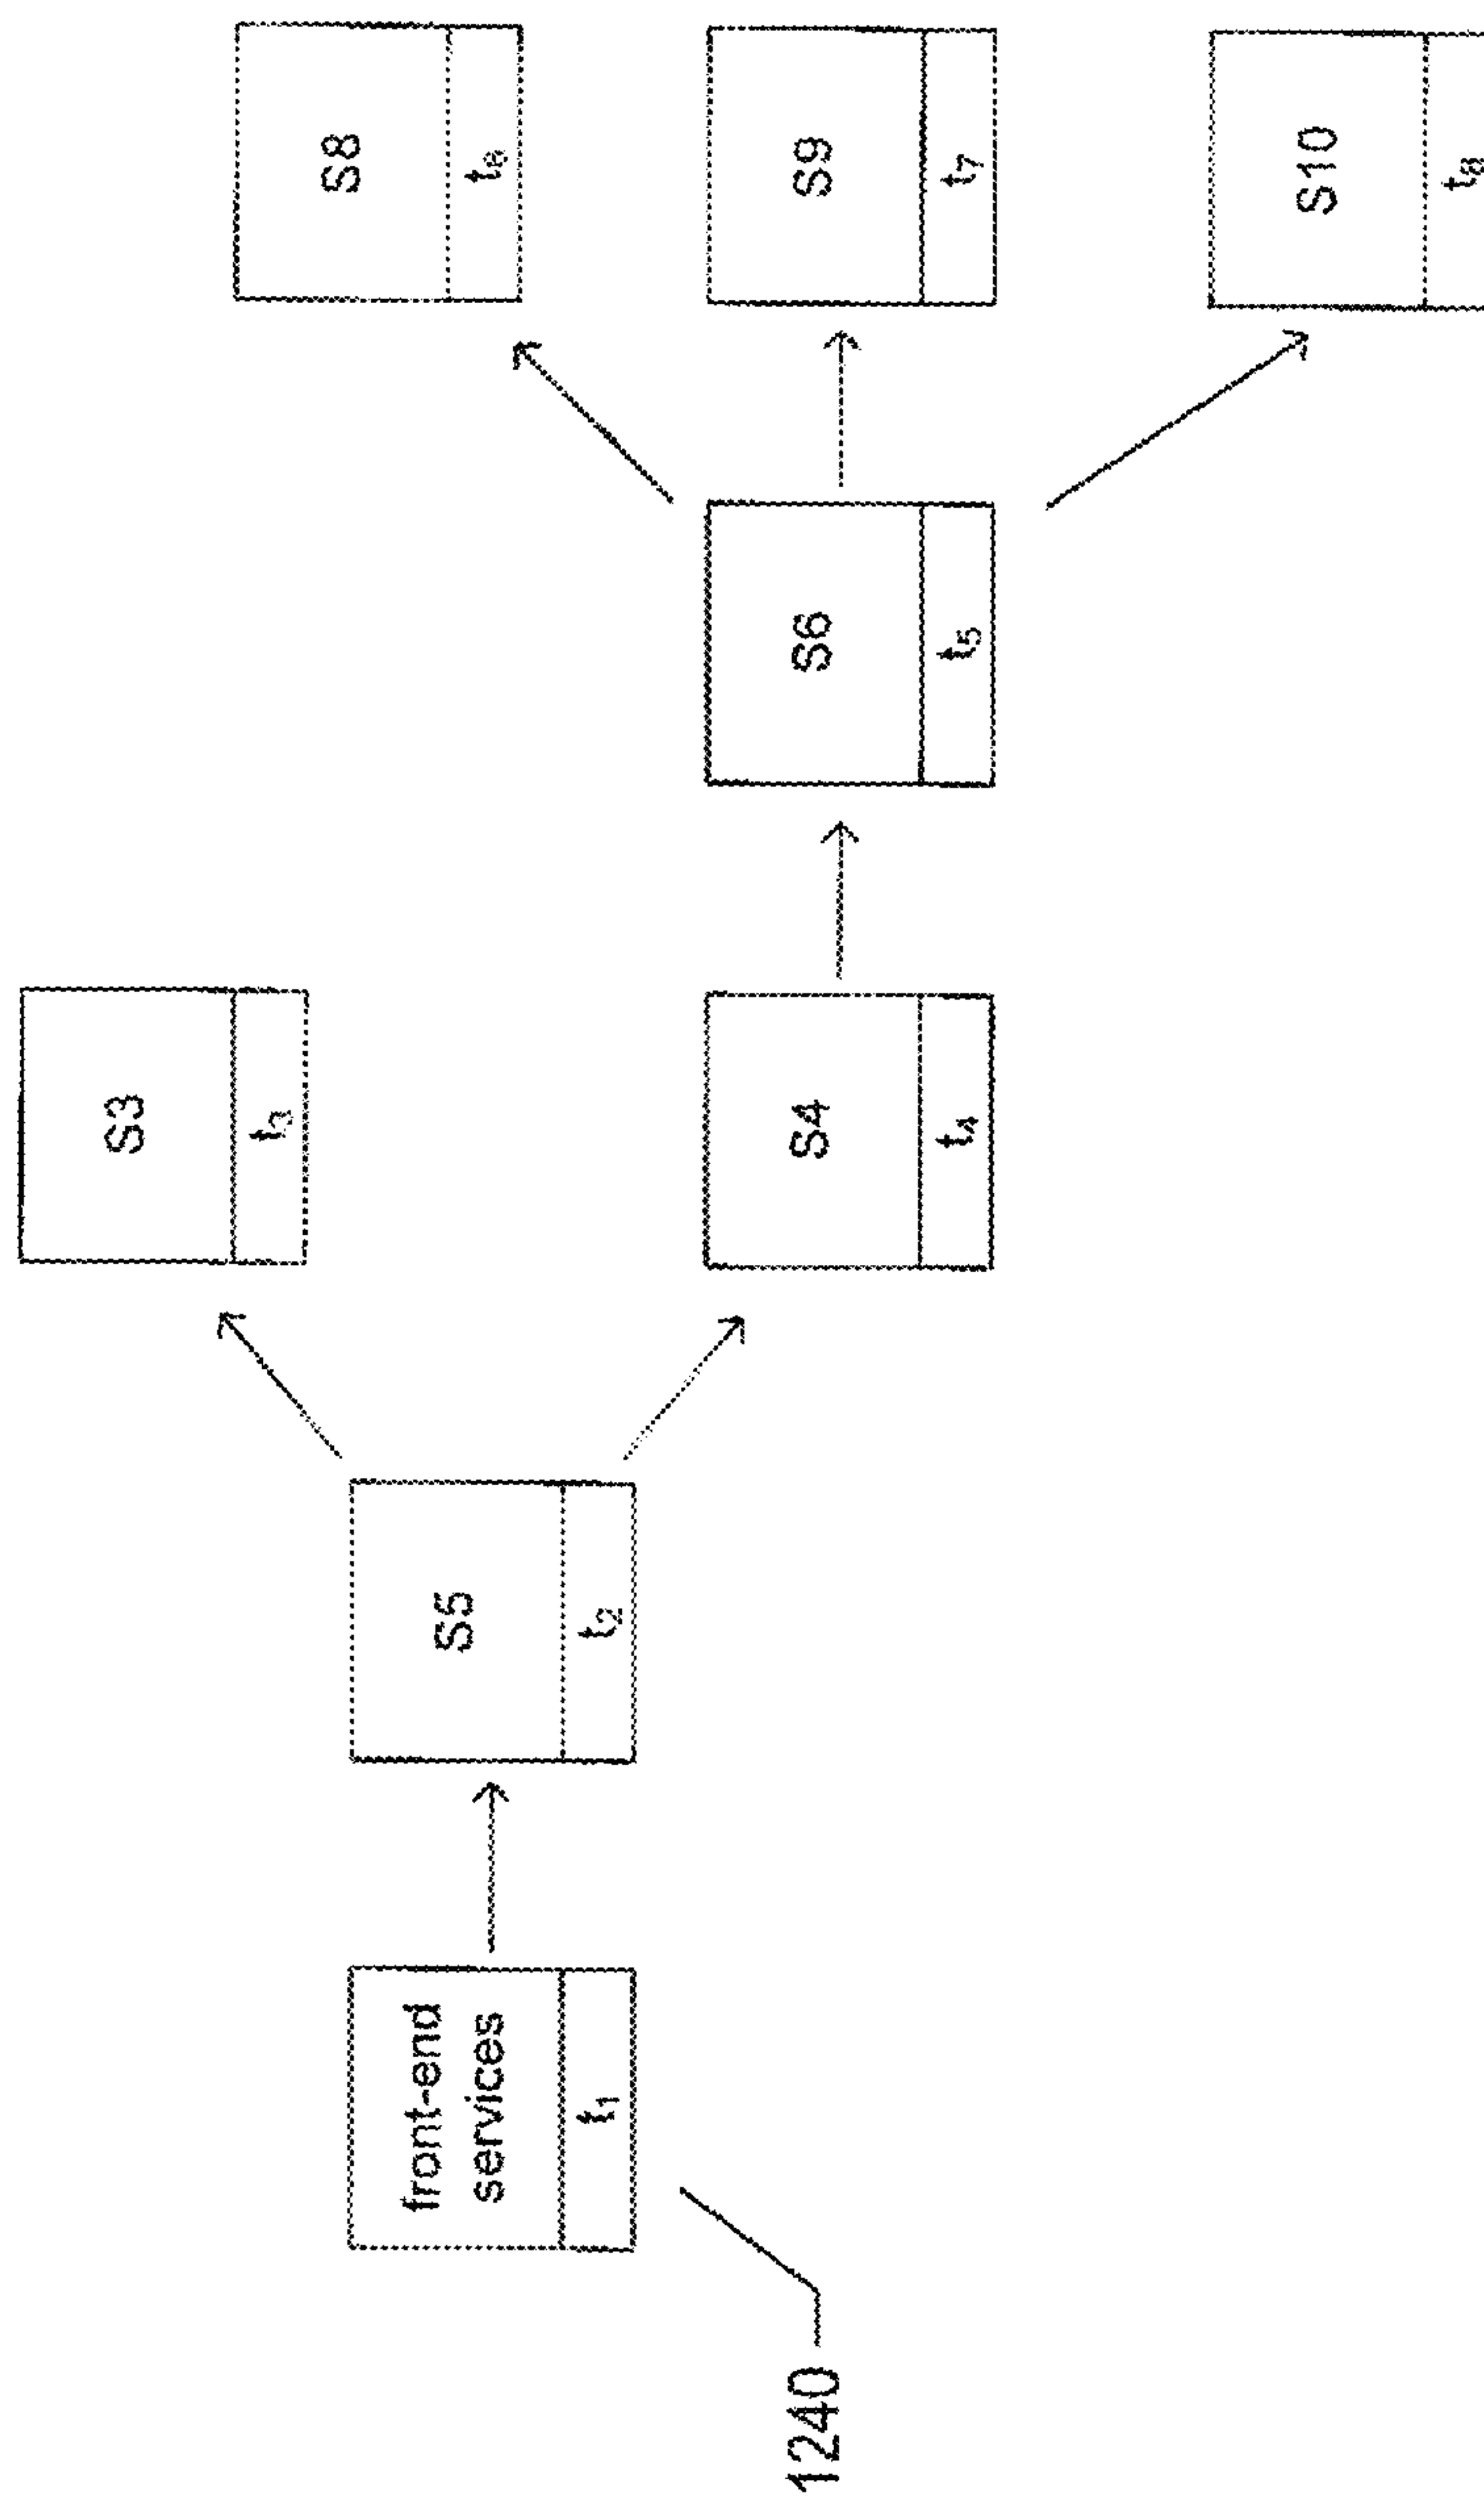 1240
front-end
services
t1
S5
t2
S3
t3
S4
t4
S6
t5
S8
t6
S9
t7
S10
t8